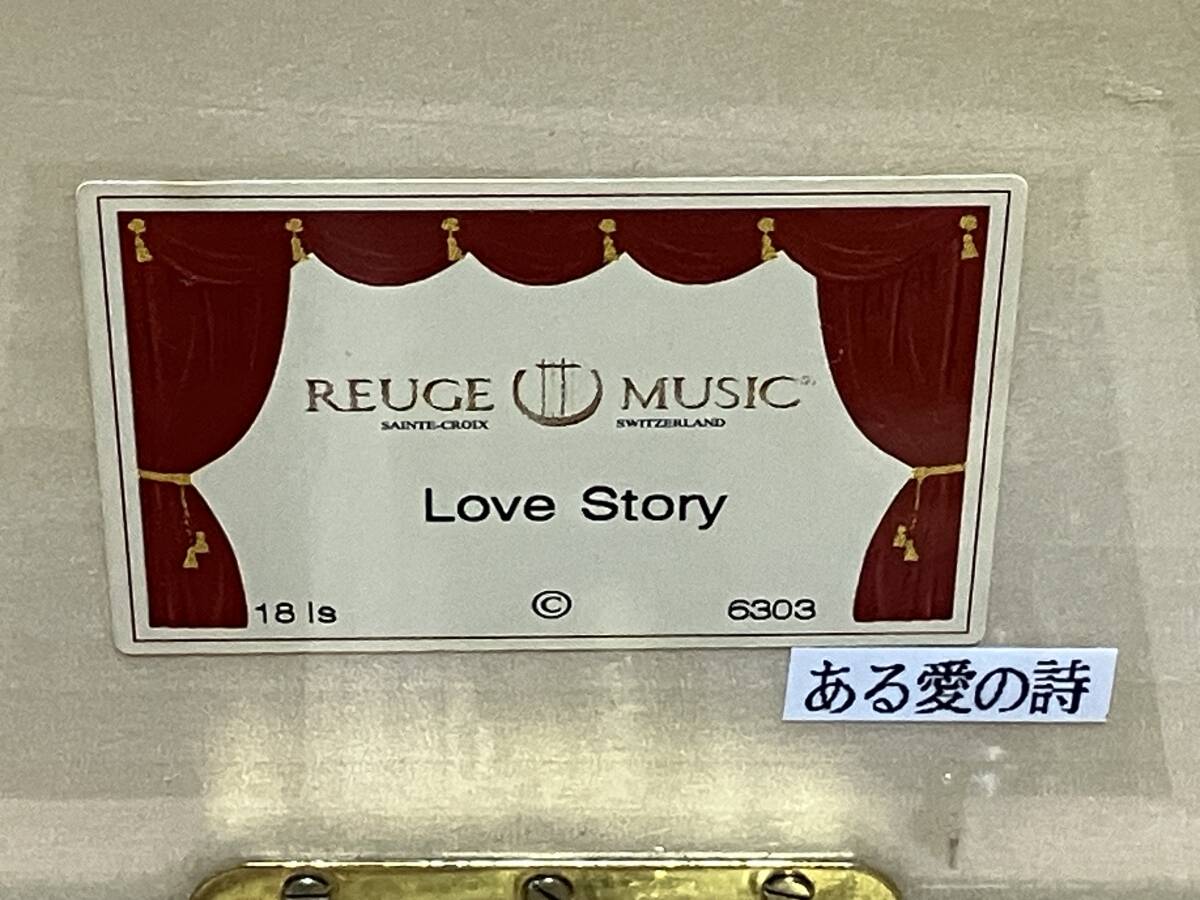 REUGE MUSIC
SAINTE-CROIX SWITZERLAND
Love Story
18 ls © 6303
ある愛の詩